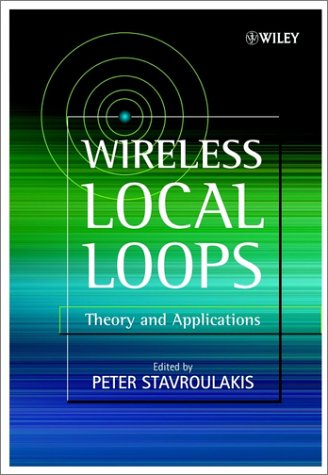 WILEY
WIRELESS
LOCAL
LOOPS
Theory and Applications
Edited by
PETER STAVROULAKIS